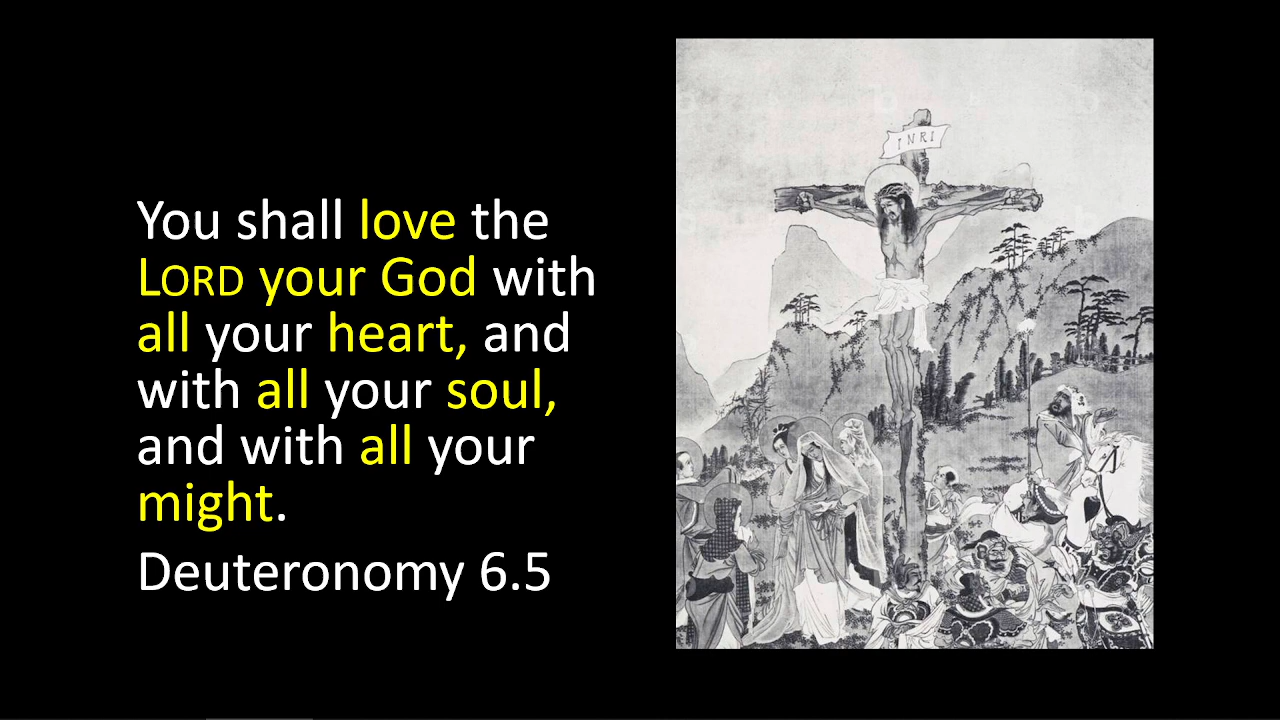 You shall love the
LORD your God with
all your heart, and
with all your soul,
and with all your
might.
Deuteronomy 6.5
INRI